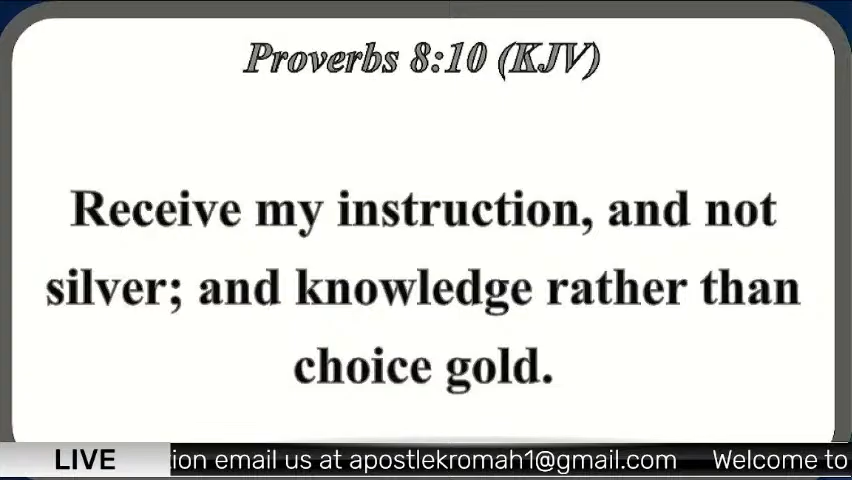 Proverbs 8:10 (KJV)
Receive my instruction, and not
silver; and knowledge rather than
choice gold.
LIVE
ion email us at apostlekromah1@gmail.com Welcome to